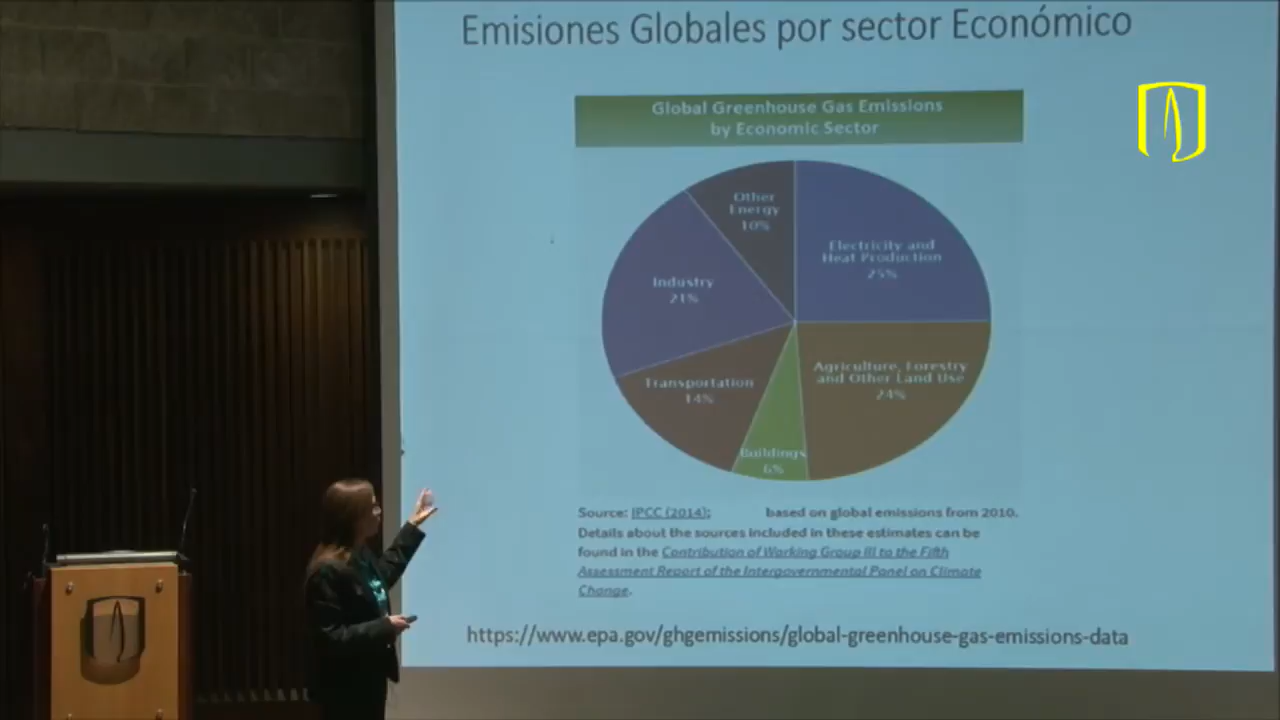 Emisiones Globales por sector Económico
Global Greenhouse Gas Emissions
by Economic Sector
Other
Energy
10%
Electricity and
Heat Production
25%
Industry
21%
Agriculture, Forestry
and Other Land Use
24%
Transportation
14%
Buildings
6%
Source: IPCC (2014); based on global emissions from 2010.
Details about the sources included in these estimates can be
found in the Contribution of Working Group III to the Fifth
Assessment Report of the Intergovernmental Panel on Climate
Change.
https://www.epa.gov/ghgemissions/global-greenhouse-gas-emissions-data